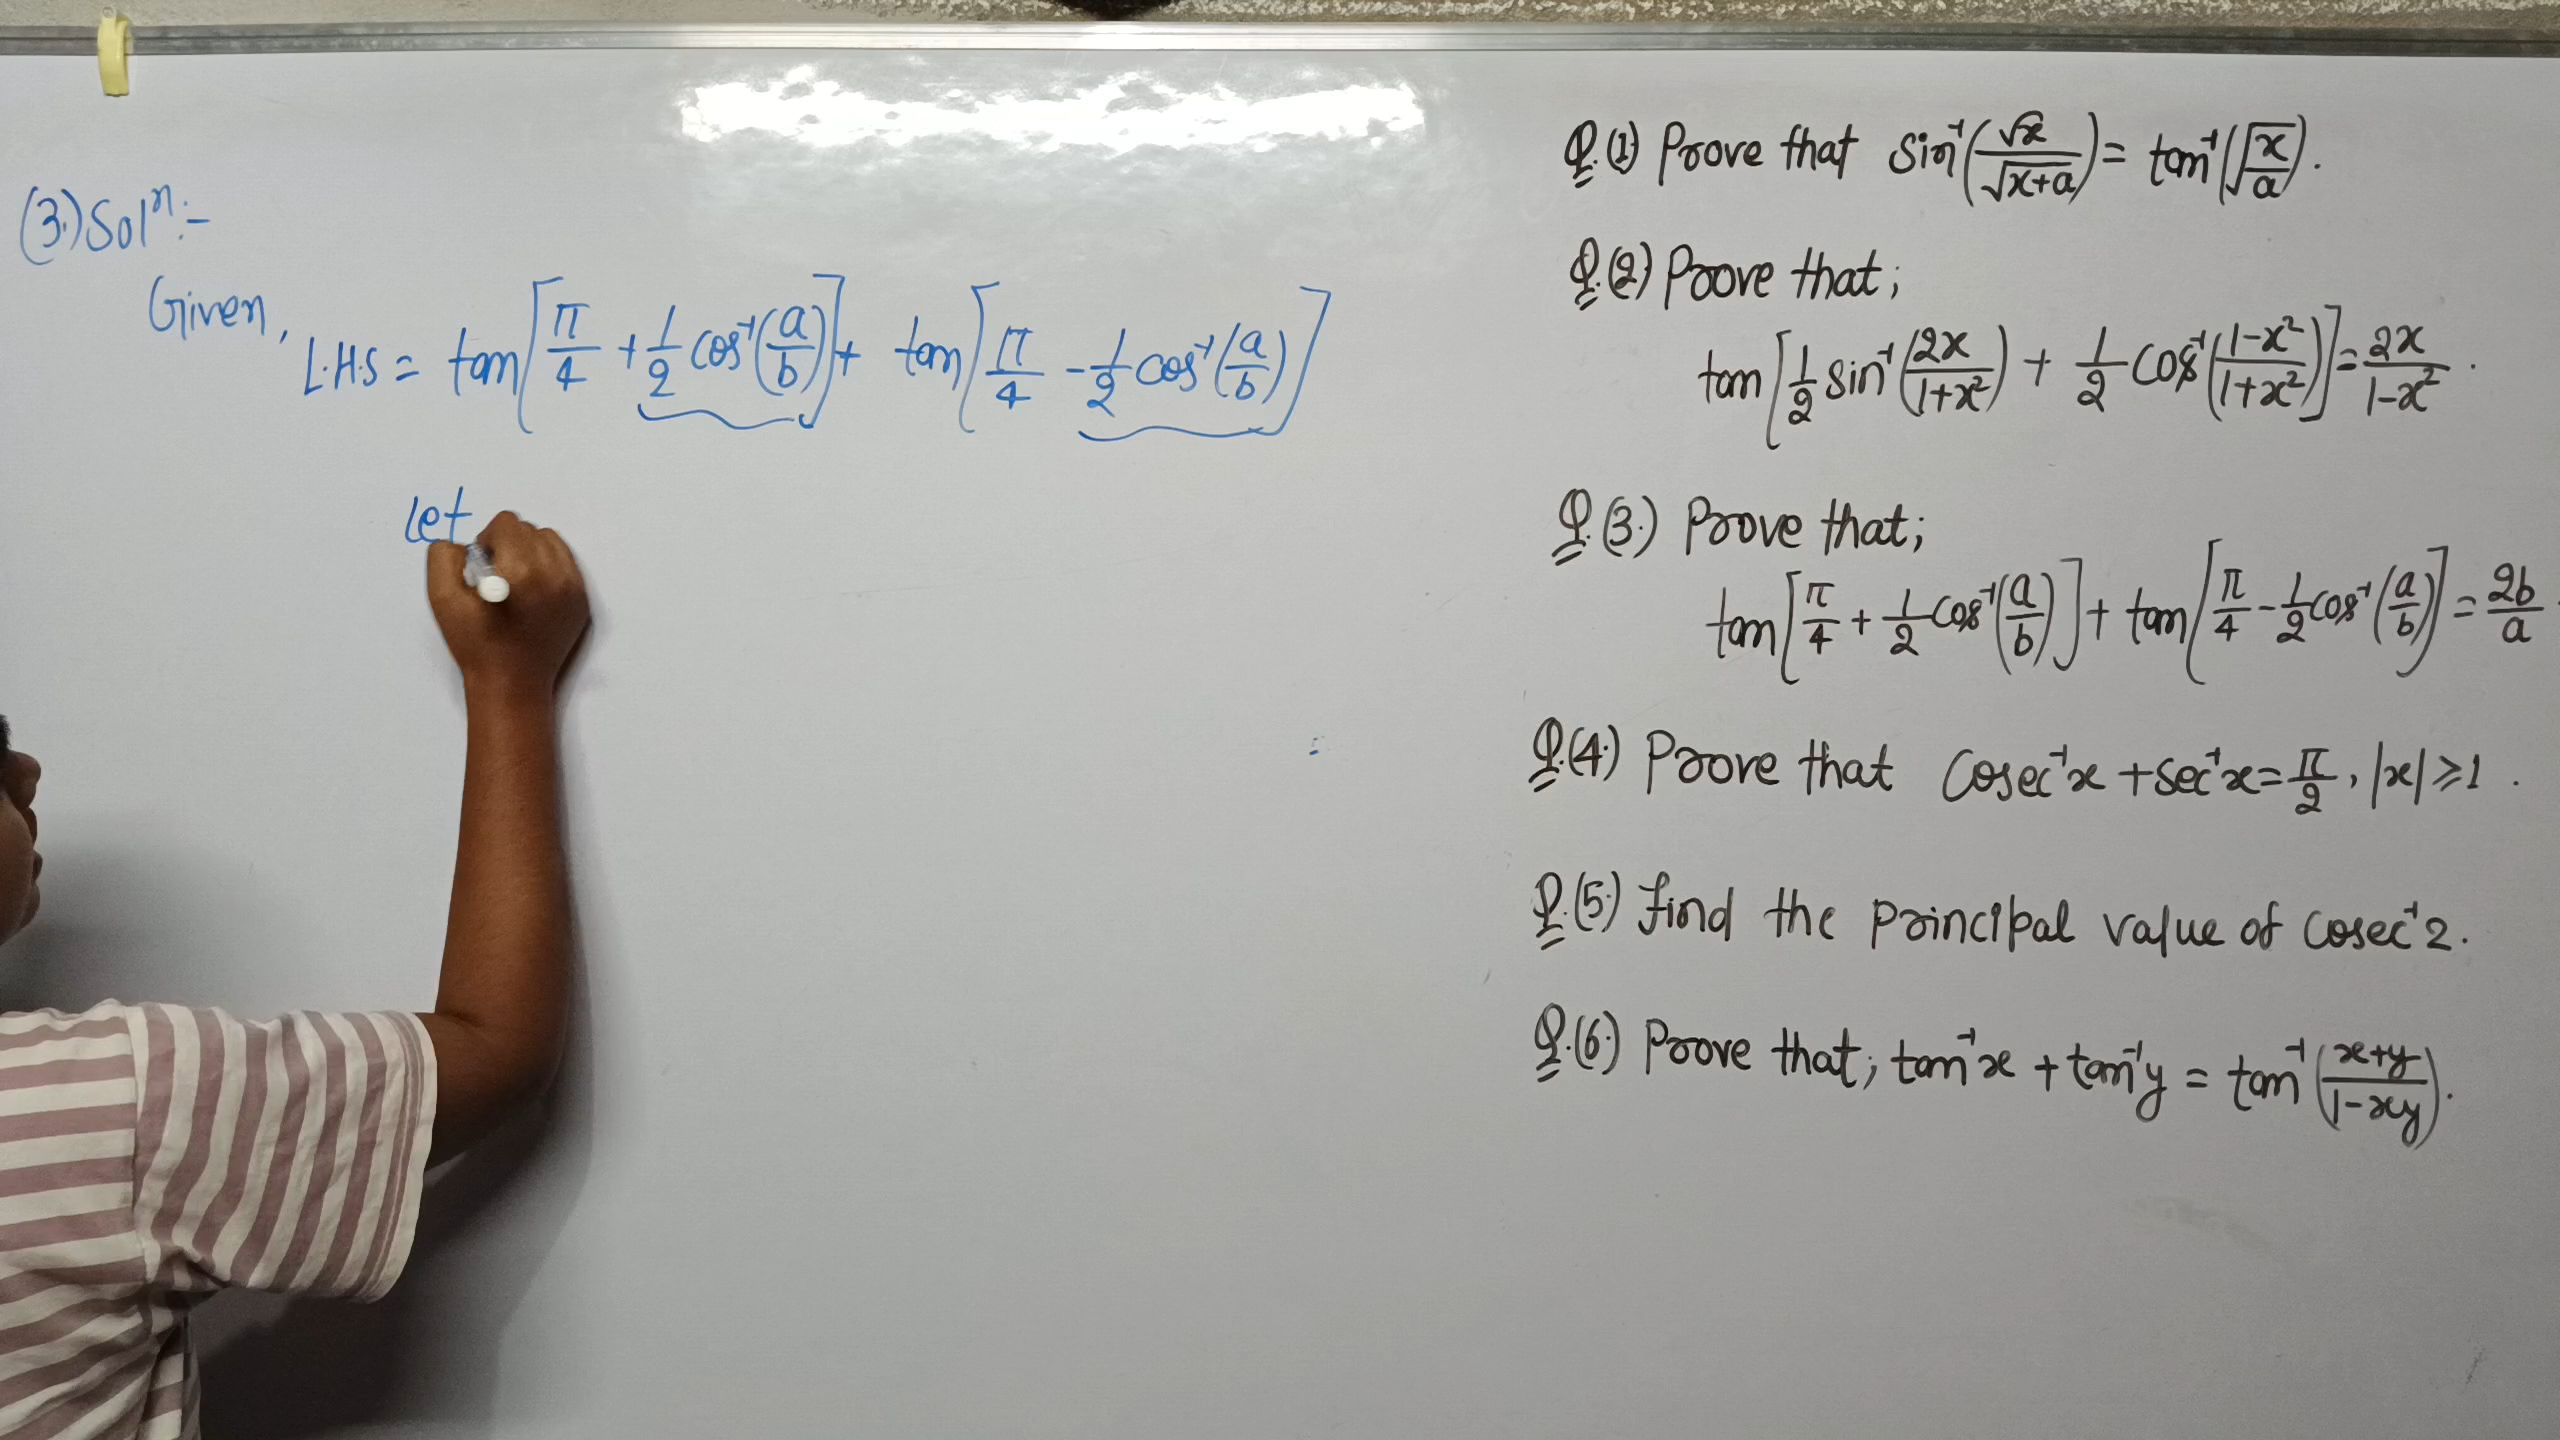 (3.) Solⁿ:-
Given, L.H.S = tan[π/4 + 1/2 cos⁻¹(a/b)] + tan[π/4 - 1/2 cos⁻¹(a/b)]
let
Q.(1) Prove that sin⁻¹(√x/√x+a) = tan⁻¹(√x/a).
Q.(2) Prove that;
tan[1/2 sin⁻¹(2x/1+x²) + 1/2 cos⁻¹(1-x²/1+x²)] = 2x/1-x².
Q.(3.) Prove that;
tan[π/4 + 1/2 cos⁻¹(a/b)] + tan[π/4 - 1/2 cos⁻¹(a/b)] = 2b/a.
Q.(4.) Prove that Cosec⁻¹x + sec⁻¹x = π/2, |x| ≥ 1.
Q.(5.) find the principal value of cosec⁻¹2.
Q.(6.) Prove that; tan⁻¹x + tan⁻¹y = tan⁻¹(x+y/1-xy).